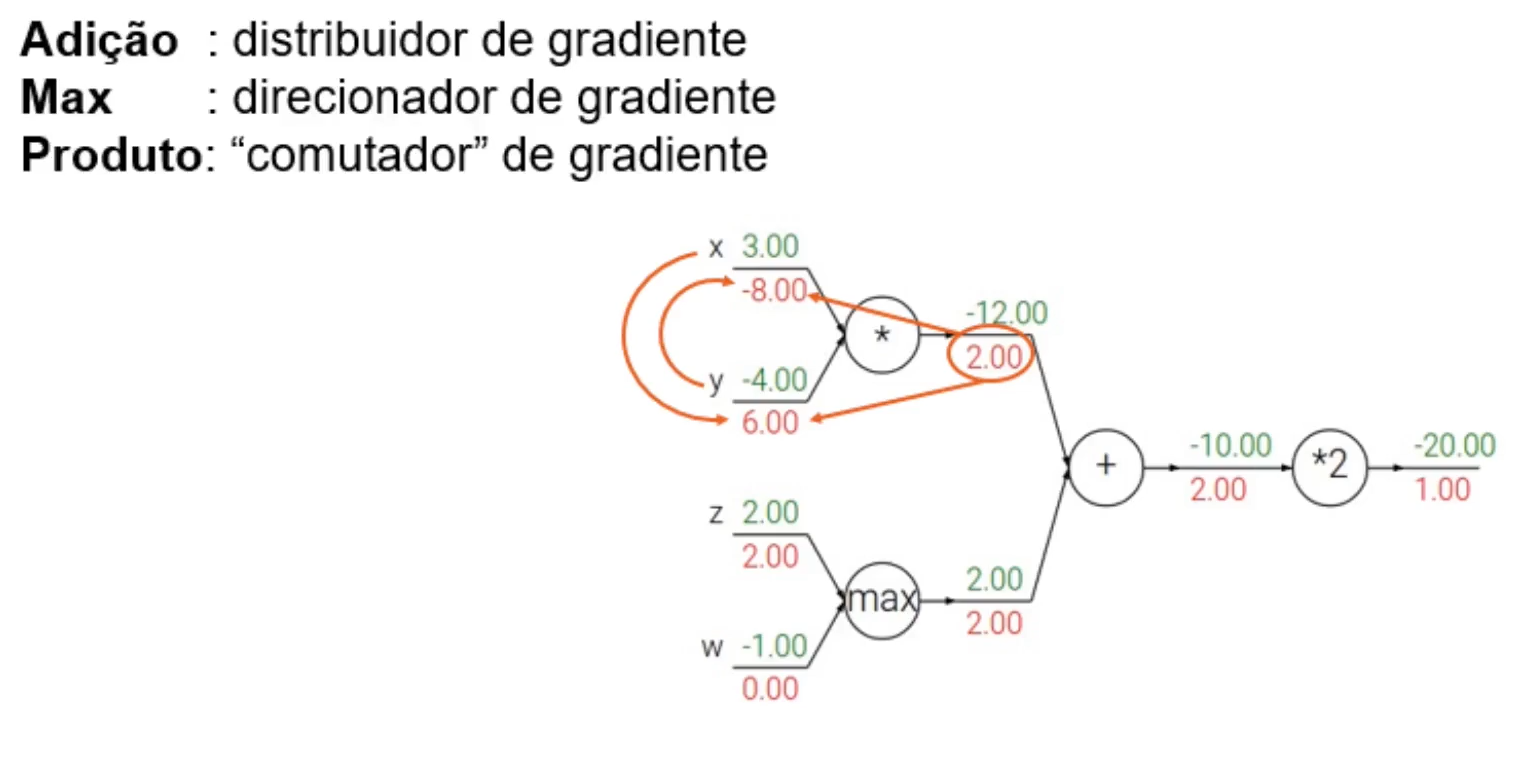 Adição : distribuidor de gradiente
Max : direcionador de gradiente
Produto: “comutador” de gradiente
x 3.00
-8.00
*
-12.00
2.00
y -4.00
6.00
+
-10.00
2.00
*2
-20.00
1.00
z 2.00
2.00
max
2.00
2.00
w -1.00
0.00